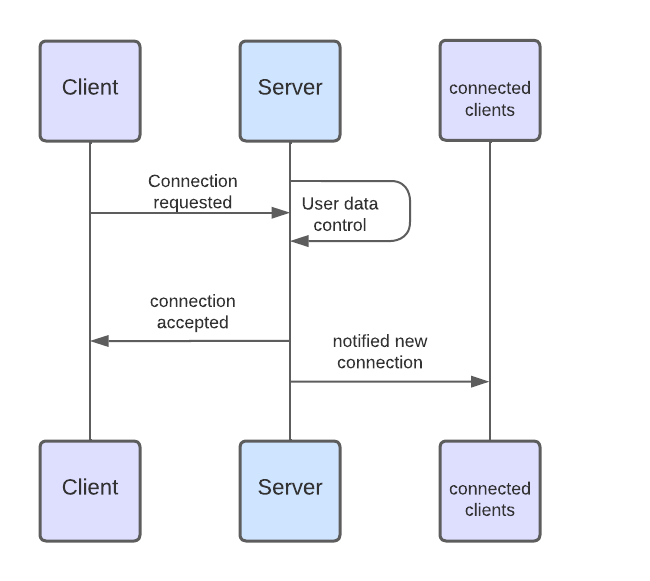 Client
Server
connected
clients
Connection
requested
User data
control
connection
accepted
notified new
connection
Client
Server
connected
clients